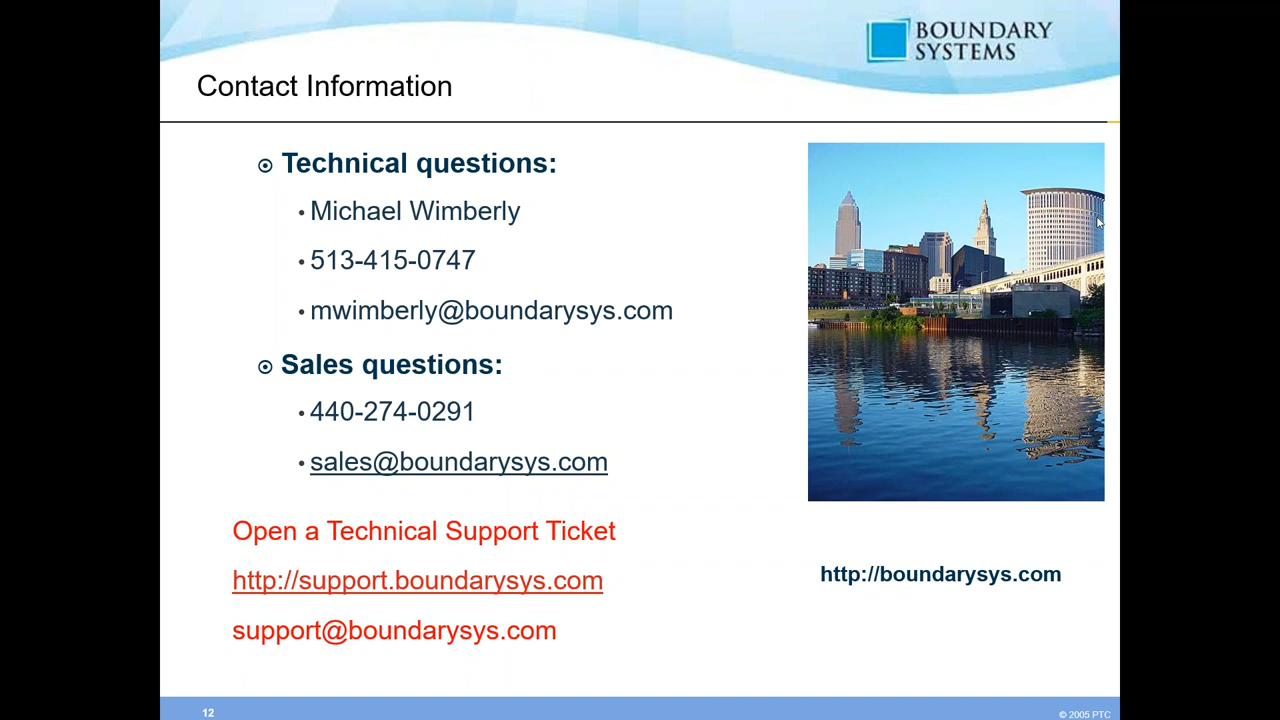 BOUNDARY
SYSTEMS
Contact Information
Technical questions:
Michael Wimberly
513-415-0747
mwimberly@boundarysys.com
Sales questions:
440-274-0291
sales@boundarysys.com
Open a Technical Support Ticket
http://support.boundarysys.com
support@boundarysys.com
http://boundarysys.com
12
© 2005 PTC